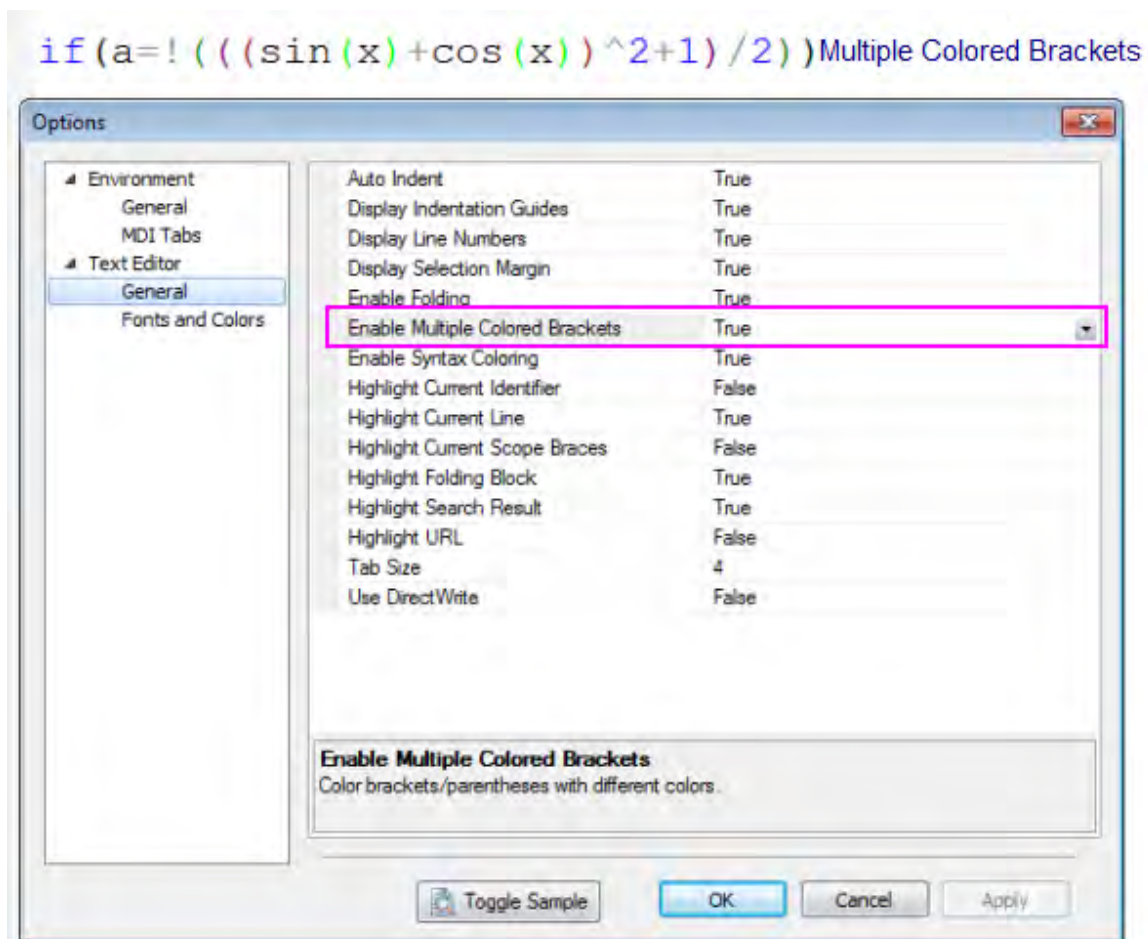 if(a=!(((sin(x)+cos(x))^2+1)/2))Multiple Colored Brackets
Options
Environment
General
MDI Tabs
Text Editor
General
Fonts and Colors
Auto Indent True
Display Indentation Guides True
Display Line Numbers True
Display Selection Margin True
Enable Folding True
Enable Multiple Colored Brackets True
Enable Syntax Coloring True
Highlight Current Identifier False
Highlight Current Line True
Highlight Current Scope Braces False
Highlight Folding Block True
Highlight Search Result True
Highlight URL False
Tab Size 4
Use DirectWrite False
Enable Multiple Colored Brackets
Color brackets/parentheses with different colors.
Toggle Sample OK Cancel Apply